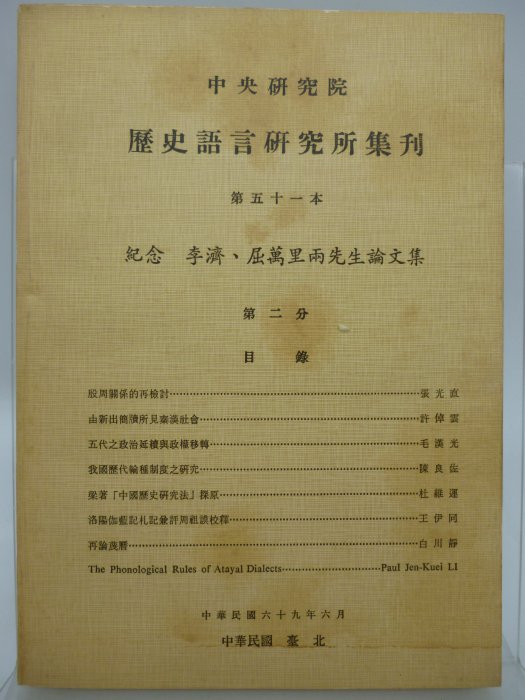 中央研究院
歷史語言研究所集刊
第五十一本
紀念 李濟、屈萬里兩先生論文集
第二分
目錄
殷周關係的再檢討……張光直
由新出簡牘所見秦漢社會……許倬雲
五代之政治延續與政權移轉……毛漢光
我國歷代輪種制度之研究……陳良佐
梁著「中國歷史研究法」探原……杜維運
洛陽伽藍記札記兼評周祖謨校釋……王伊同
再論蔑曆……白川靜
The Phonological Rules of Atayal Dialects……Paul Jen-Kuei LI
中華民國六十九年六月
中華民國 臺北